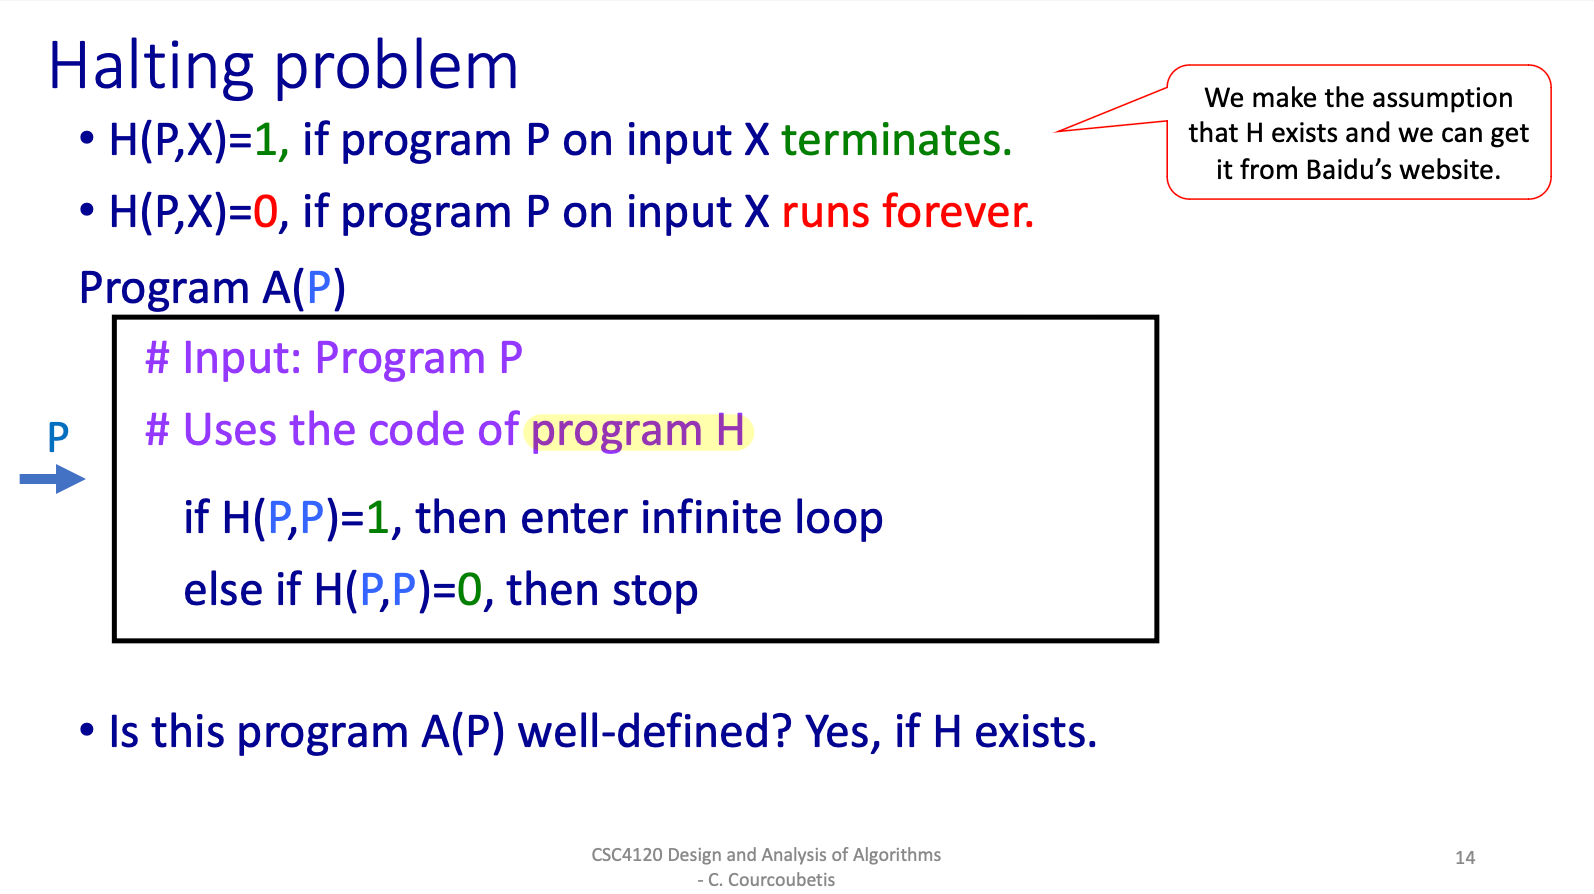 Halting problem
We make the assumption
that H exists and we can get
it from Baidu’s website.
• H(P,X)=1, if program P on input X terminates.
• H(P,X)=0, if program P on input X runs forever.
Program A(P)
# Input: Program P
# Uses the code of program H
P
if H(P,P)=1, then enter infinite loop
else if H(P,P)=0, then stop
• Is this program A(P) well-defined? Yes, if H exists.
CSC4120 Design and Analysis of Algorithms
- C. Courcoubetis
14